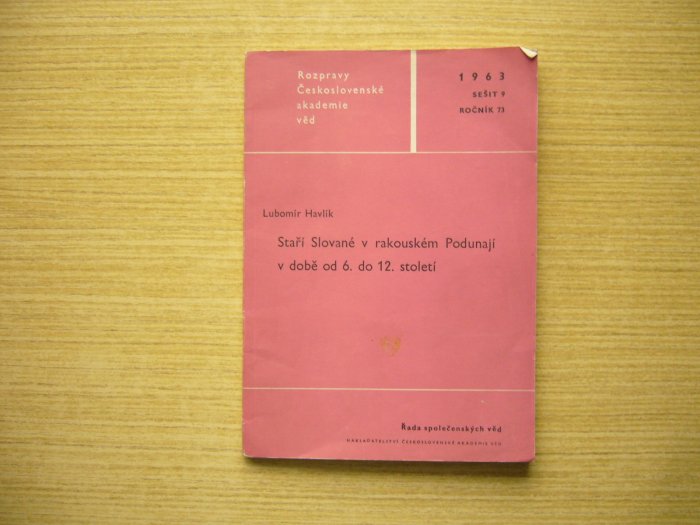 Rozpravy
Československé
akademie
věd
1963
SEŠIT 9
ROČNÍK 73
Lubomír Havlík
Staří Slované v rakouském Podunají
v době od 6. do 12. století
Řada společenských věd
NAKLADATELSTVÍ ČESKOSLOVENSKÉ AKADEMIE VĚD